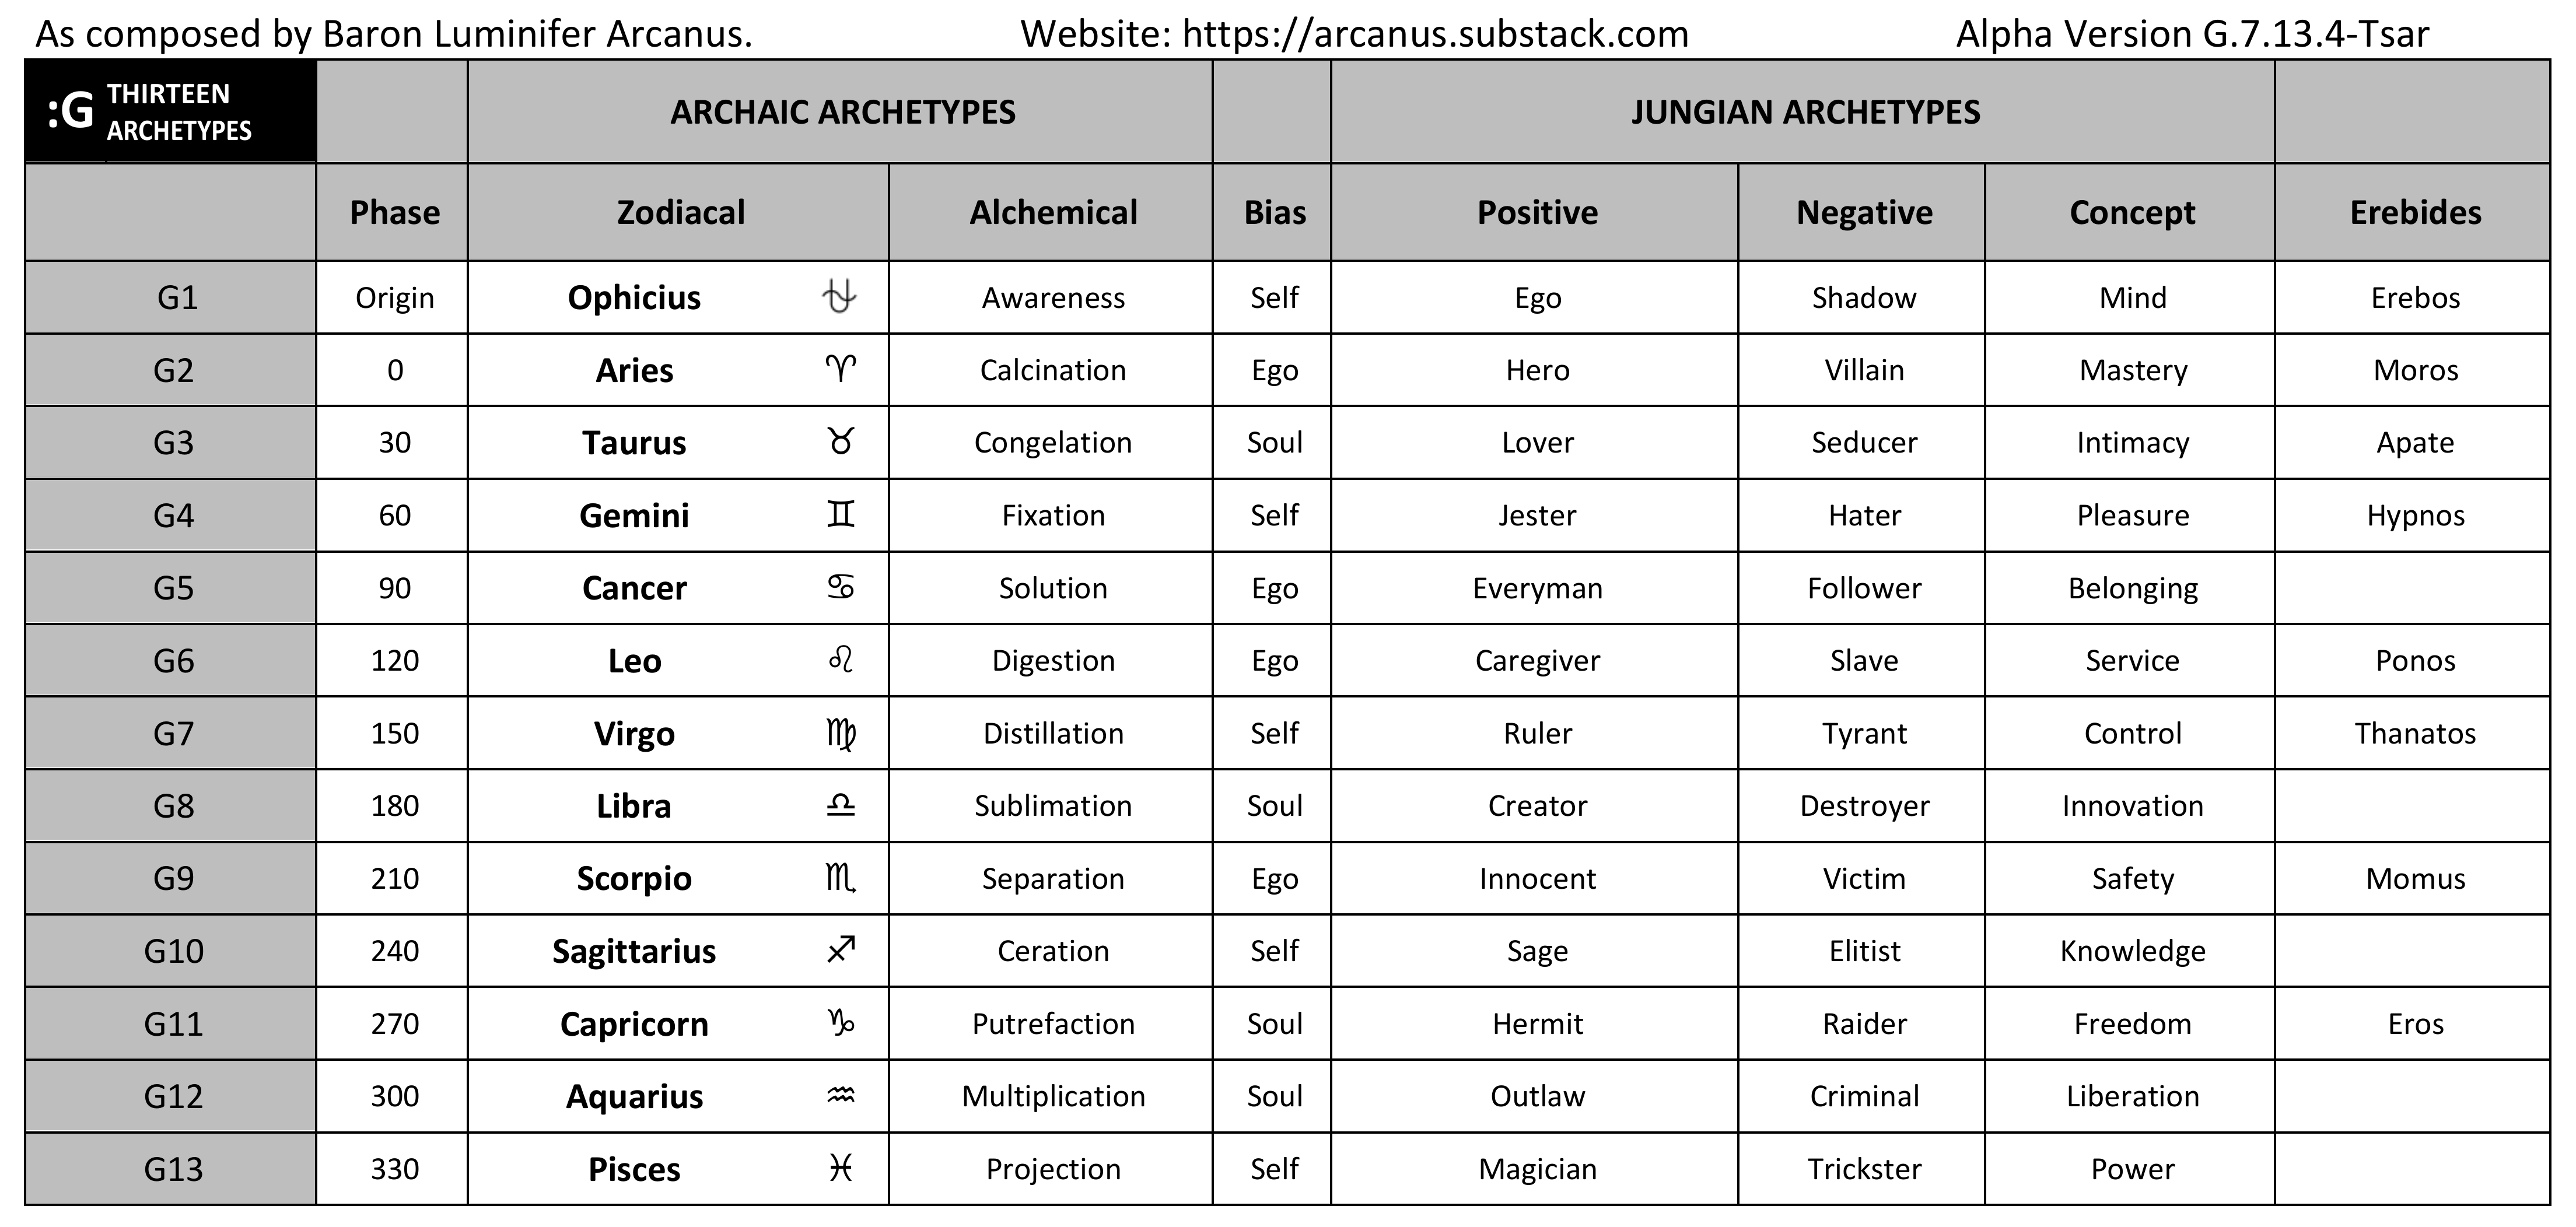 As composed by Baron Luminifer Arcanus. Website: https://arcanus.substack.com Alpha Version G.7.13.4-Tsar
:G THIRTEEN ARCHETYPES ARCHAIC ARCHETYPES JUNGIAN ARCHETYPES
Phase Zodiacal Alchemical Bias Positive Negative Concept Erebides
G1 Origin Ophicius ⛎ Awareness Self Ego Shadow Mind Erebos
G2 0 Aries ♈ Calcination Ego Hero Villain Mastery Moros
G3 30 Taurus ♉ Congelation Soul Lover Seducer Intimacy Apate
G4 60 Gemini ♊ Fixation Self Jester Hater Pleasure Hypnos
G5 90 Cancer ♋ Solution Ego Everyman Follower Belonging
G6 120 Leo ♌ Digestion Ego Caregiver Slave Service Ponos
G7 150 Virgo ♍ Distillation Self Ruler Tyrant Control Thanatos
G8 180 Libra ♎ Sublimation Soul Creator Destroyer Innovation
G9 210 Scorpio ♏ Separation Ego Innocent Victim Safety Momus
G10 240 Sagittarius ♐ Ceration Self Sage Elitist Knowledge
G11 270 Capricorn ♑ Putrefaction Soul Hermit Raider Freedom Eros
G12 300 Aquarius ♒ Multiplication Soul Outlaw Criminal Liberation
G13 330 Pisces ♓ Projection Self Magician Trickster Power